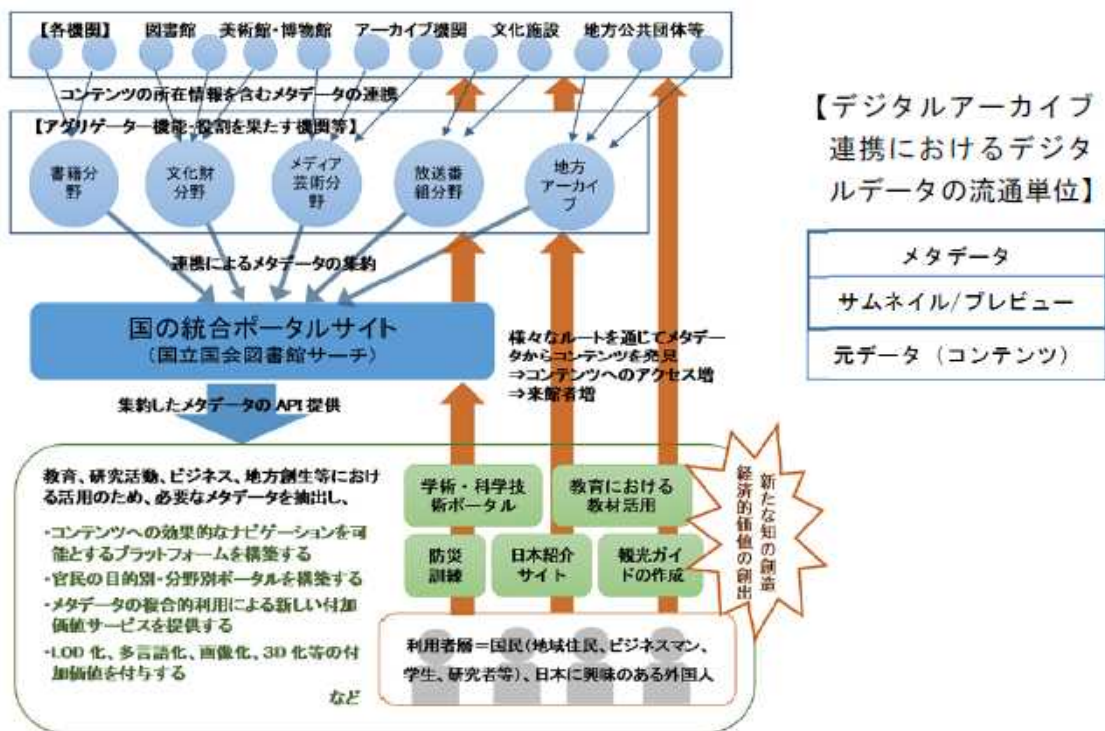 【各機関】 図書館 美術館・博物館 アーカイブ機関 文化施設 地方公共団体等
コンテンツの所在情報を含むメタデータの連携
【アグリゲーター機能・役割を果たす機関等】
書籍分
野
文化財
分野
メディア
芸術分
野
放送番
組分野
地方
アーカイ
ブ
連携によるメタデータの集約
国の統合ポータルサイト
(国立国会図書館サーチ)
様々なルートを通じてメタデー
タからコンテンツを発見
⇒コンテンツへのアクセス増
⇒来館者増
集約したメタデータの API 提供
教育、研究活動、ビジネス、地方創生等におけ
る活用のため、必要なメタデータを抽出し、
・コンテンツへの効果的なナビゲーションを可
能とするプラットフォームを構築する
・官民の目的別・分野別ポータルを構築する
・メタデータの複合的利用による新しい付加
価値サービスを提供する
・LOD 化、多言語化、画像化、3D 化等の付
加価値を付与する
など
学術・科学技
術ポータル
教育における
教材活用
防災
訓練
日本紹介
サイト
観光ガイ
ドの作成
新たな知の創造
経済的価値の創出
利用者層=国民(地域住民、ビジネスマン、
学生、研究者等)、日本に興味のある外国人
【デジタルアーカイブ
連携におけるデジタ
ルデータの流通単位】
メタデータ
サムネイル/プレビュー
元データ (コンテンツ)